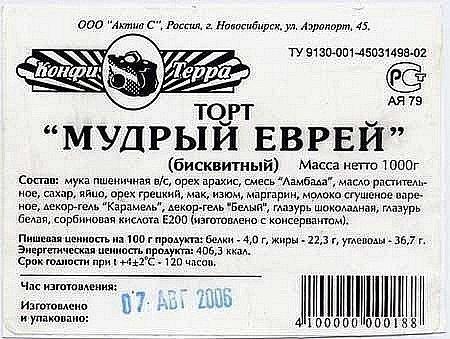 ООО "Актив С", Россия, г. Новосибирск, ул. Аэропорт, 45.
ТУ 9130-001-45031498-02
Конфи Терра
РСТ
АЯ 79
ТОРТ
"МУДРЫЙ ЕВРЕЙ"
(бисквитный) Масса нетто 1000г
Состав: мука пшеничная в/с, орех арахис, смесь "Ламбада", масло раститель-
ное, сахар, яйцо, орех грецкий, мак, изюм, маргарин, молоко сгущеное варе-
ное, декор-гель "Карамель", декор-гель "Белый", глазурь шоколадная, глазурь
белая, сорбиновая кислота Е200 (изготовлено с консервантом).
Пищевая ценность на 100 г продукта: белки - 4,0 г, жиры - 22,3 г, углеводы - 36,7 г.
Энергетическая ценность продукта: 406,3 ккал.
Срок годности при t +4±2°С - 120 часов.
Час изготовления:
Изготовлено
и упаковано:
07. АВГ 2006
4100000000188